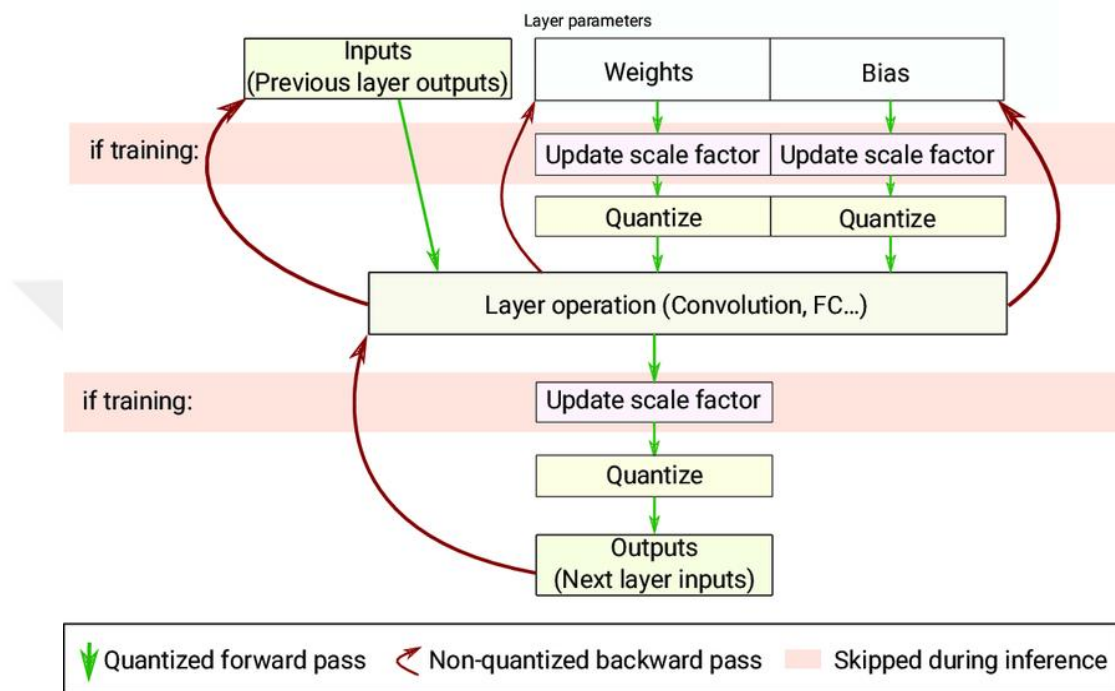 Layer parameters
Inputs
(Previous layer outputs)
Weights
Bias
if training:
Update scale factor
Update scale factor
Quantize
Quantize
Layer operation (Convolution, FC...)
if training:
Update scale factor
Quantize
Outputs
(Next layer inputs)
Quantized forward pass
Non-quantized backward pass
Skipped during inference